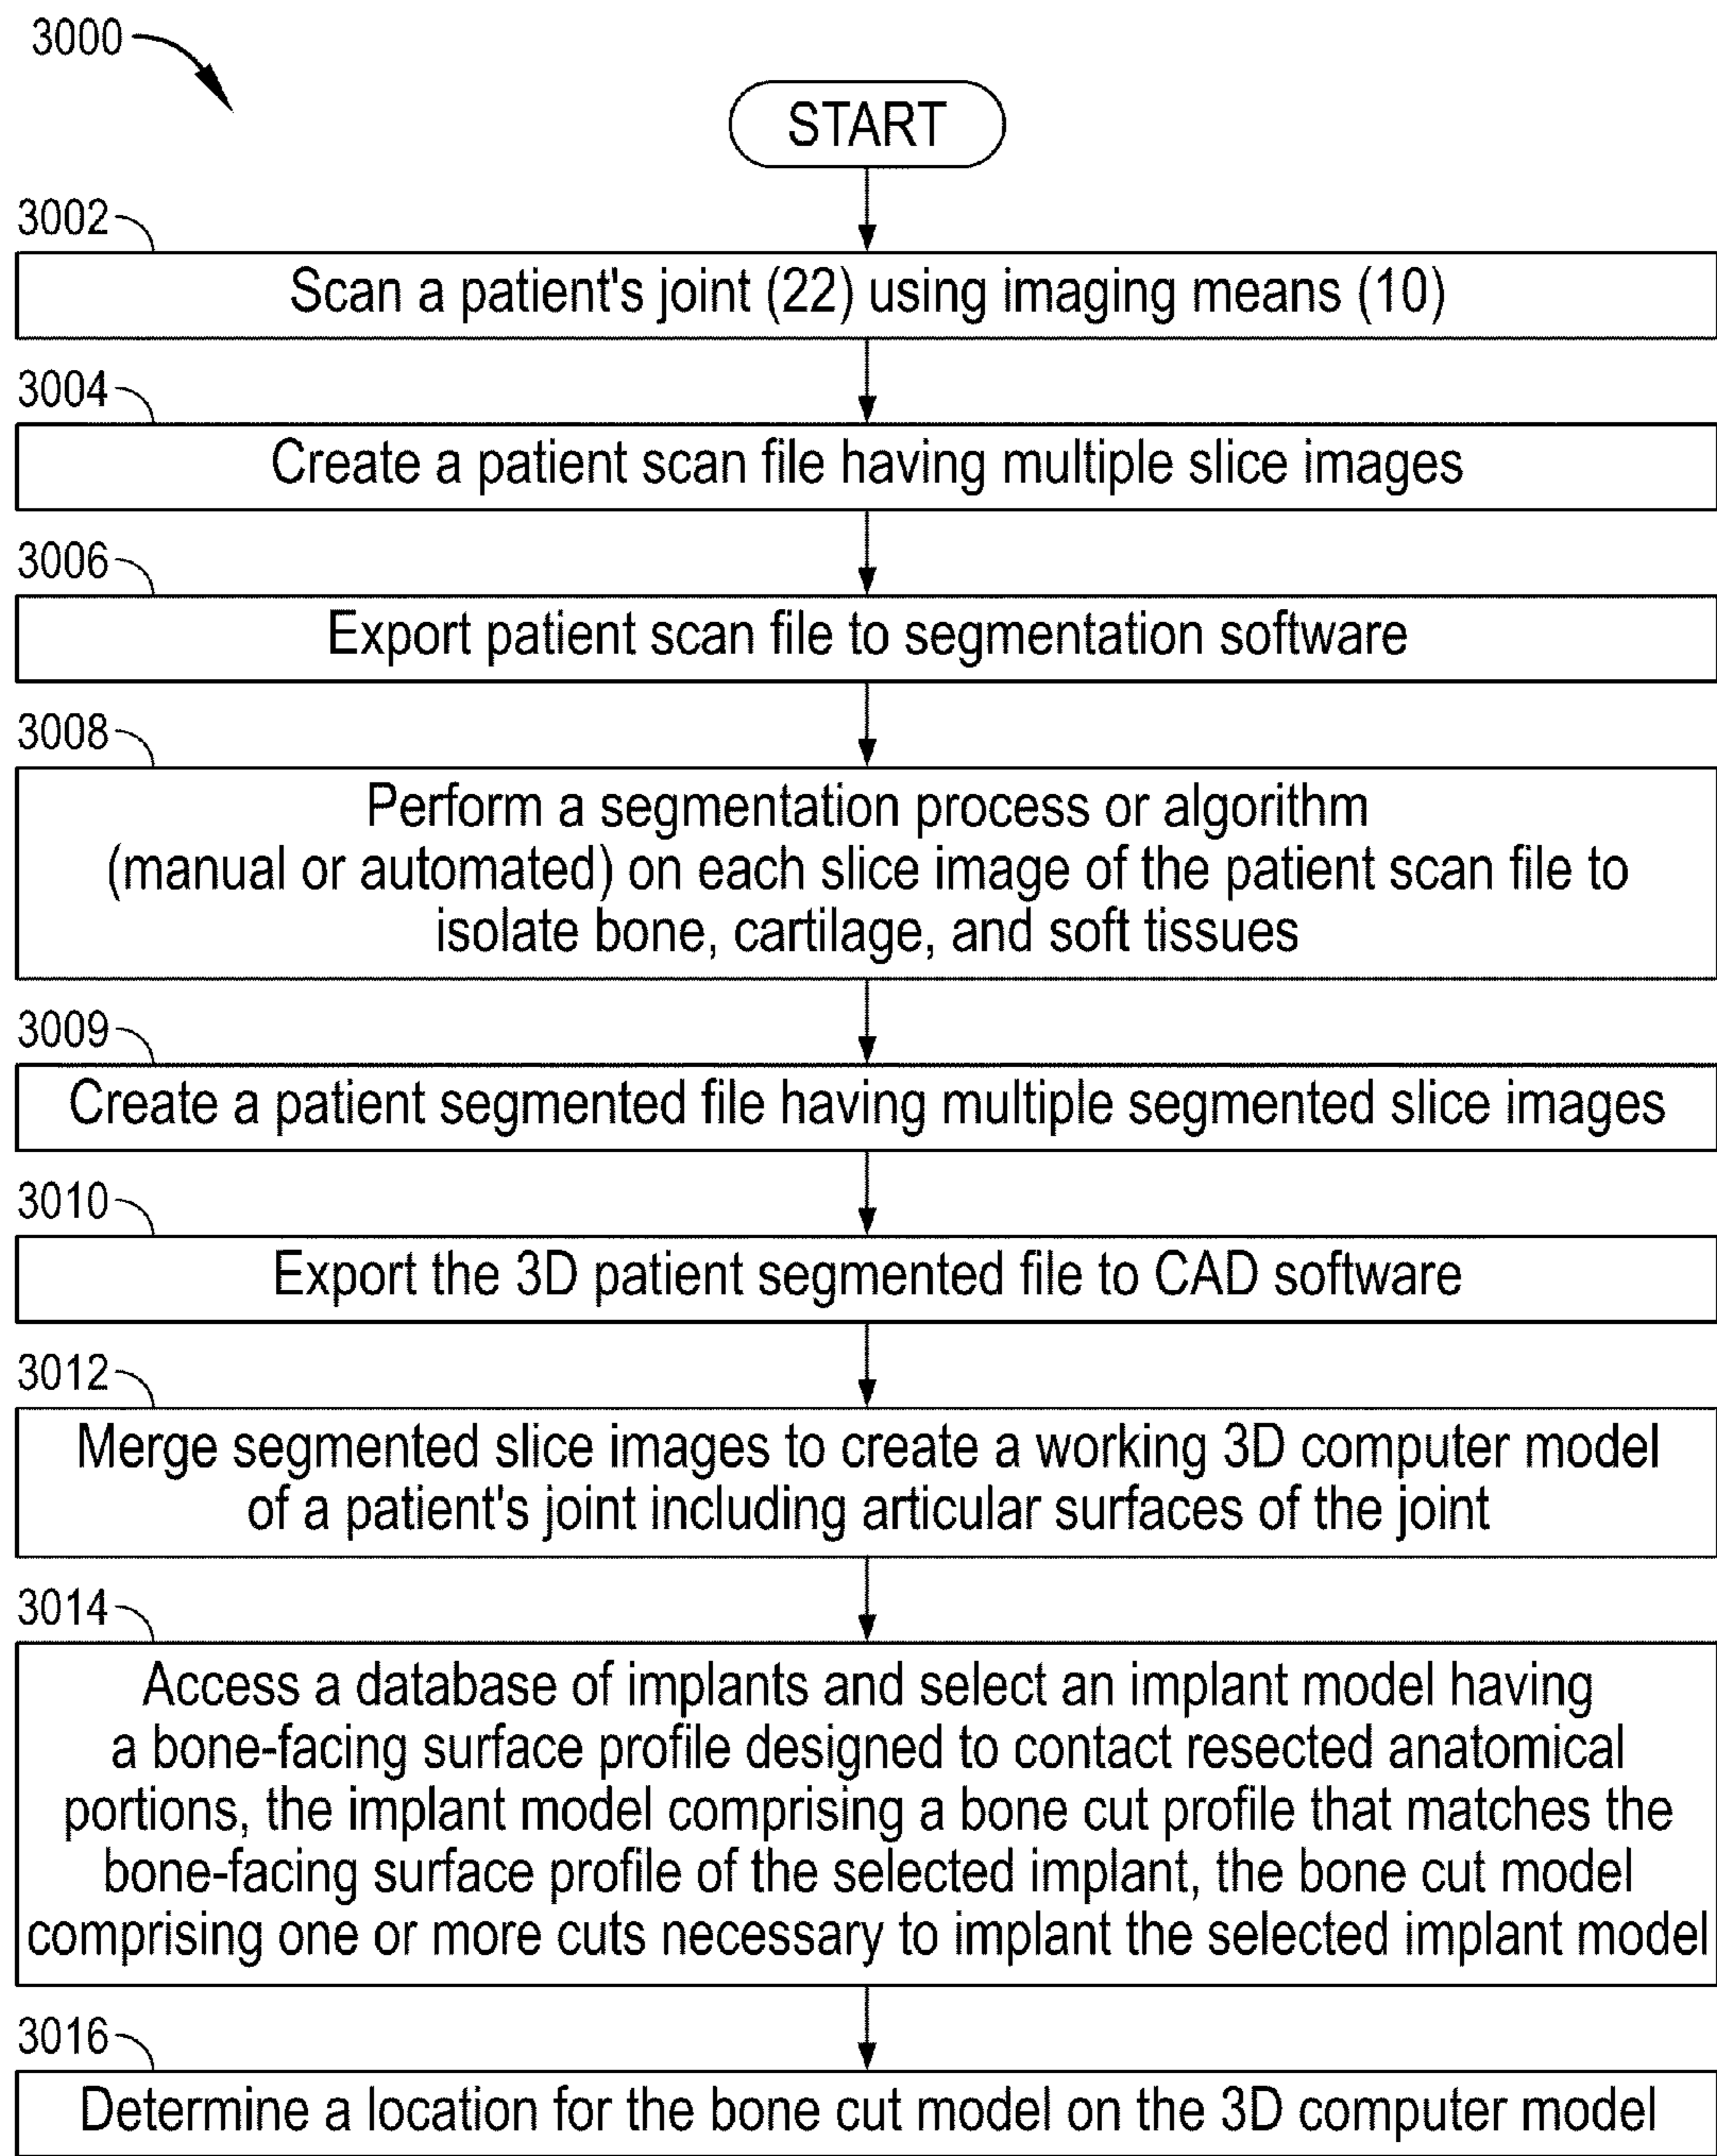 3000
START
3002
Scan a patient's joint (22) using imaging means (10)
3004
Create a patient scan file having multiple slice images
3006
Export patient scan file to segmentation software
3008
Perform a segmentation process or algorithm
(manual or automated) on each slice image of the patient scan file to
isolate bone, cartilage, and soft tissues
3009
Create a patient segmented file having multiple segmented slice images
3010
Export the 3D patient segmented file to CAD software
3012
Merge segmented slice images to create a working 3D computer model
of a patient's joint including articular surfaces of the joint
3014
Access a database of implants and select an implant model having
a bone-facing surface profile designed to contact resected anatomical
portions, the implant model comprising a bone cut profile that matches the
bone-facing surface profile of the selected implant, the bone cut model
comprising one or more cuts necessary to implant the selected implant model
3016
Determine a location for the bone cut model on the 3D computer model